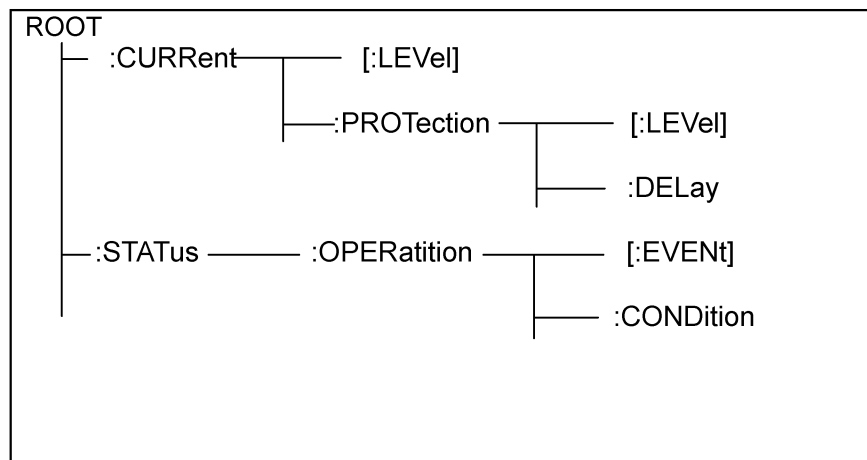 ROOT
:CURRent [:LEVel]
:PROTection [:LEVel]
:DELay
:STATus :OPERatition [:EVENt]
:CONDition